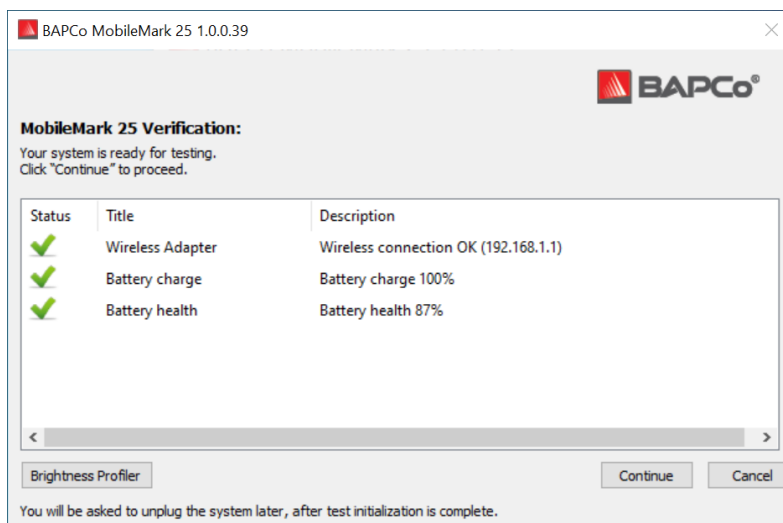 BAPCo MobileMark 25 1.0.0.39
BAPCo®
MobileMark 25 Verification:
Your system is ready for testing.
Click “Continue” to proceed.
Status Title Description
Wireless Adapter Wireless connection OK (192.168.1.1)
Battery charge Battery charge 100%
Battery health Battery health 87%
Brightness Profiler Continue Cancel
You will be asked to unplug the system later, after test initialization is complete.